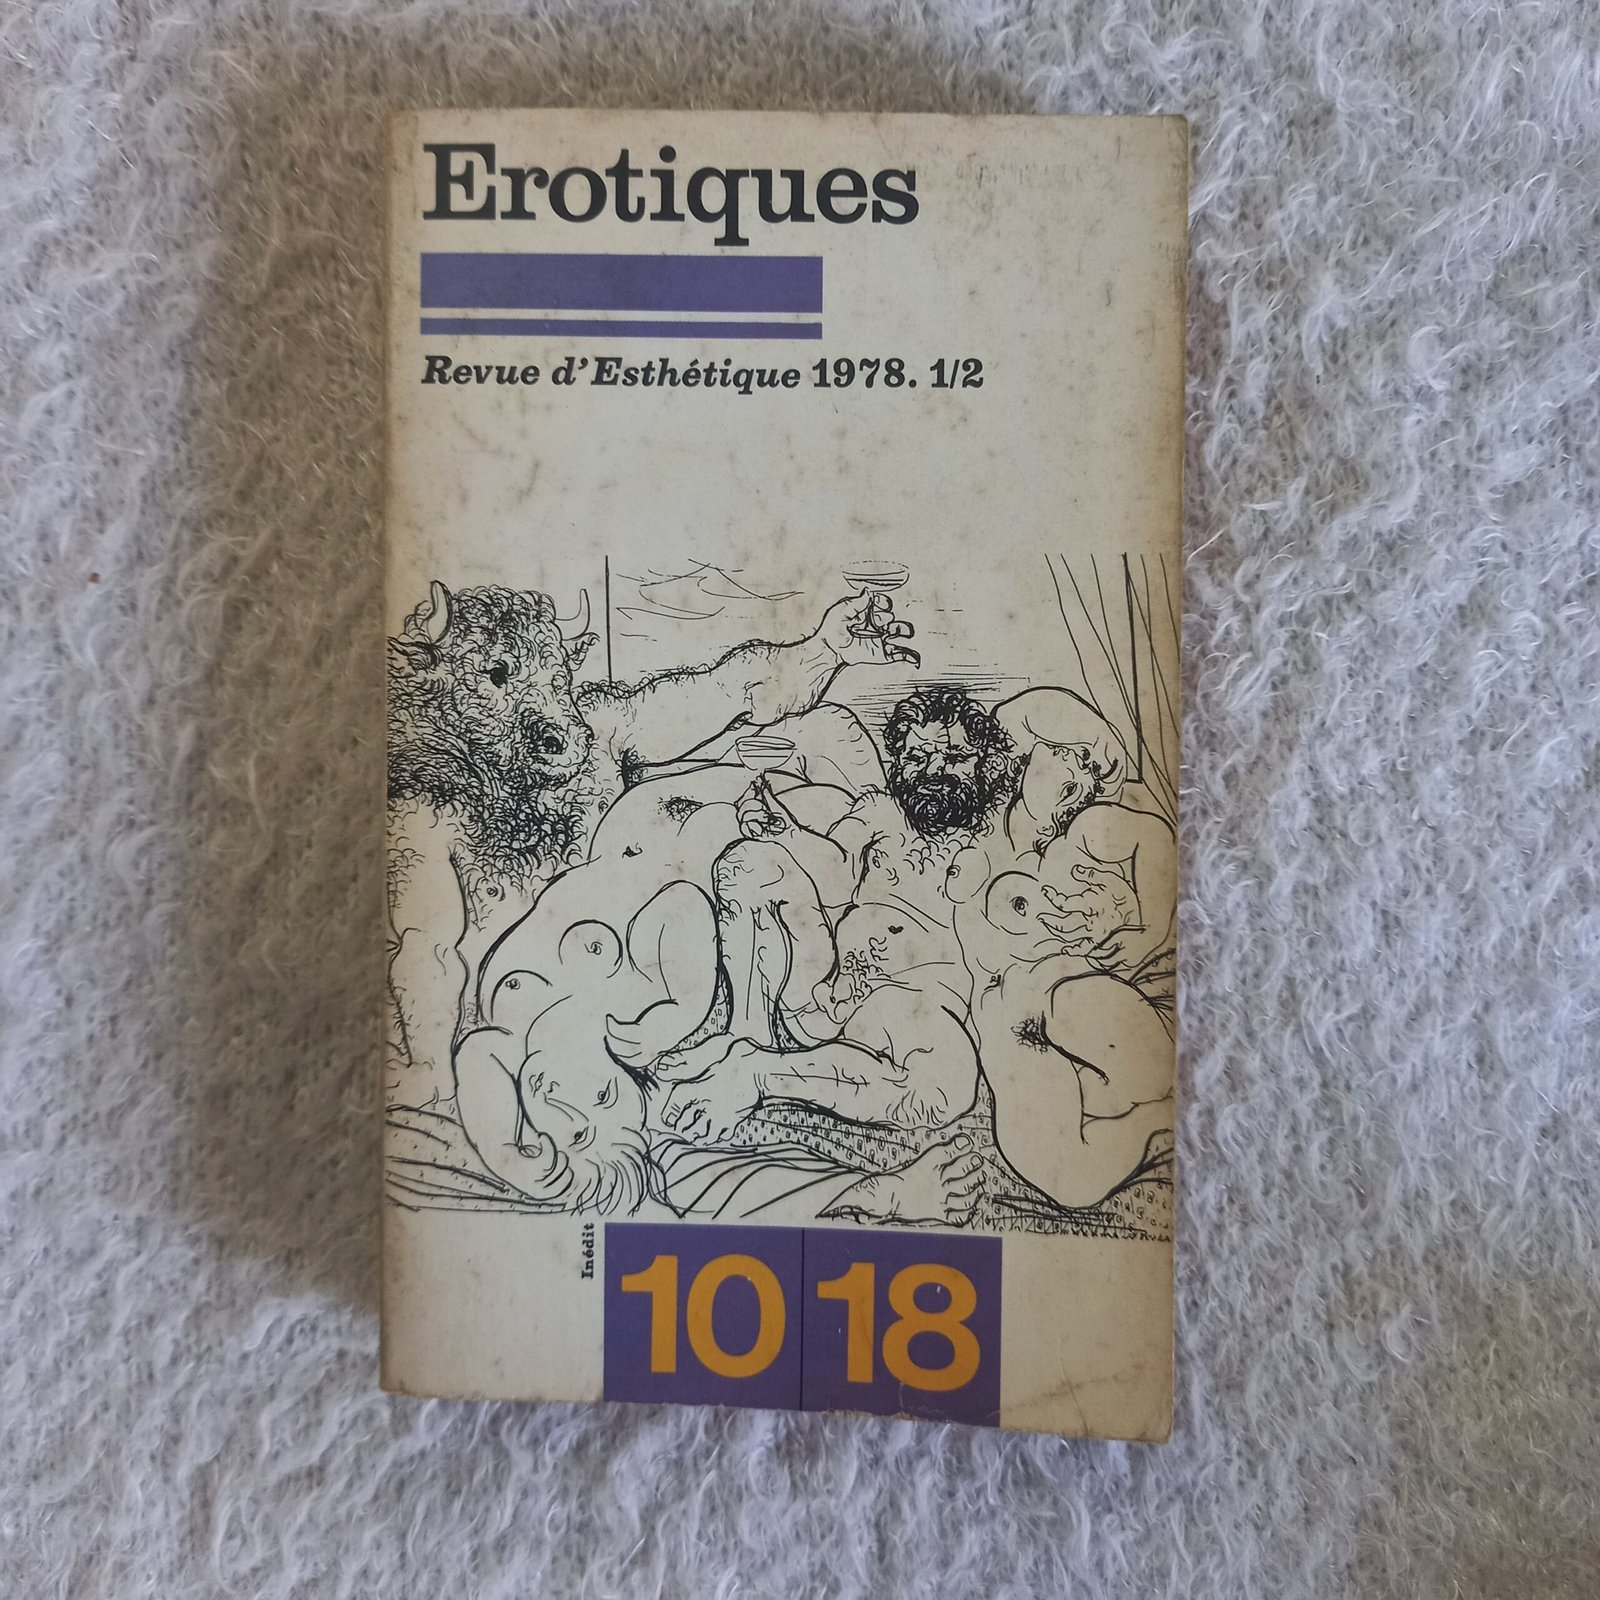 Erotiques
Revue d'Esthétique 1978. 1/2
Inédit
10 18